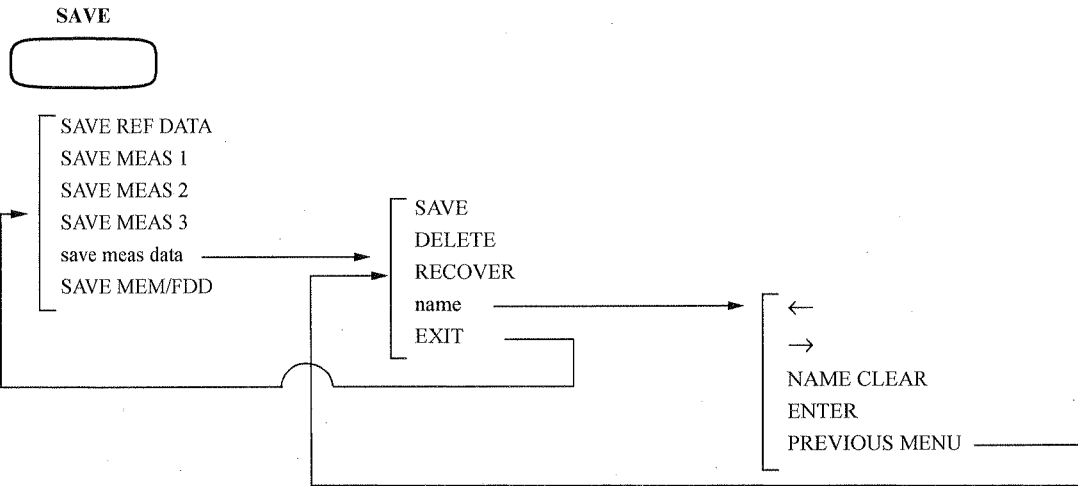 SAVE
SAVE REF DATA
SAVE MEAS 1
SAVE MEAS 2
SAVE MEAS 3
save meas data
SAVE MEM/FDD
SAVE
DELETE
RECOVER
name
EXIT
←
→
NAME CLEAR
ENTER
PREVIOUS MENU